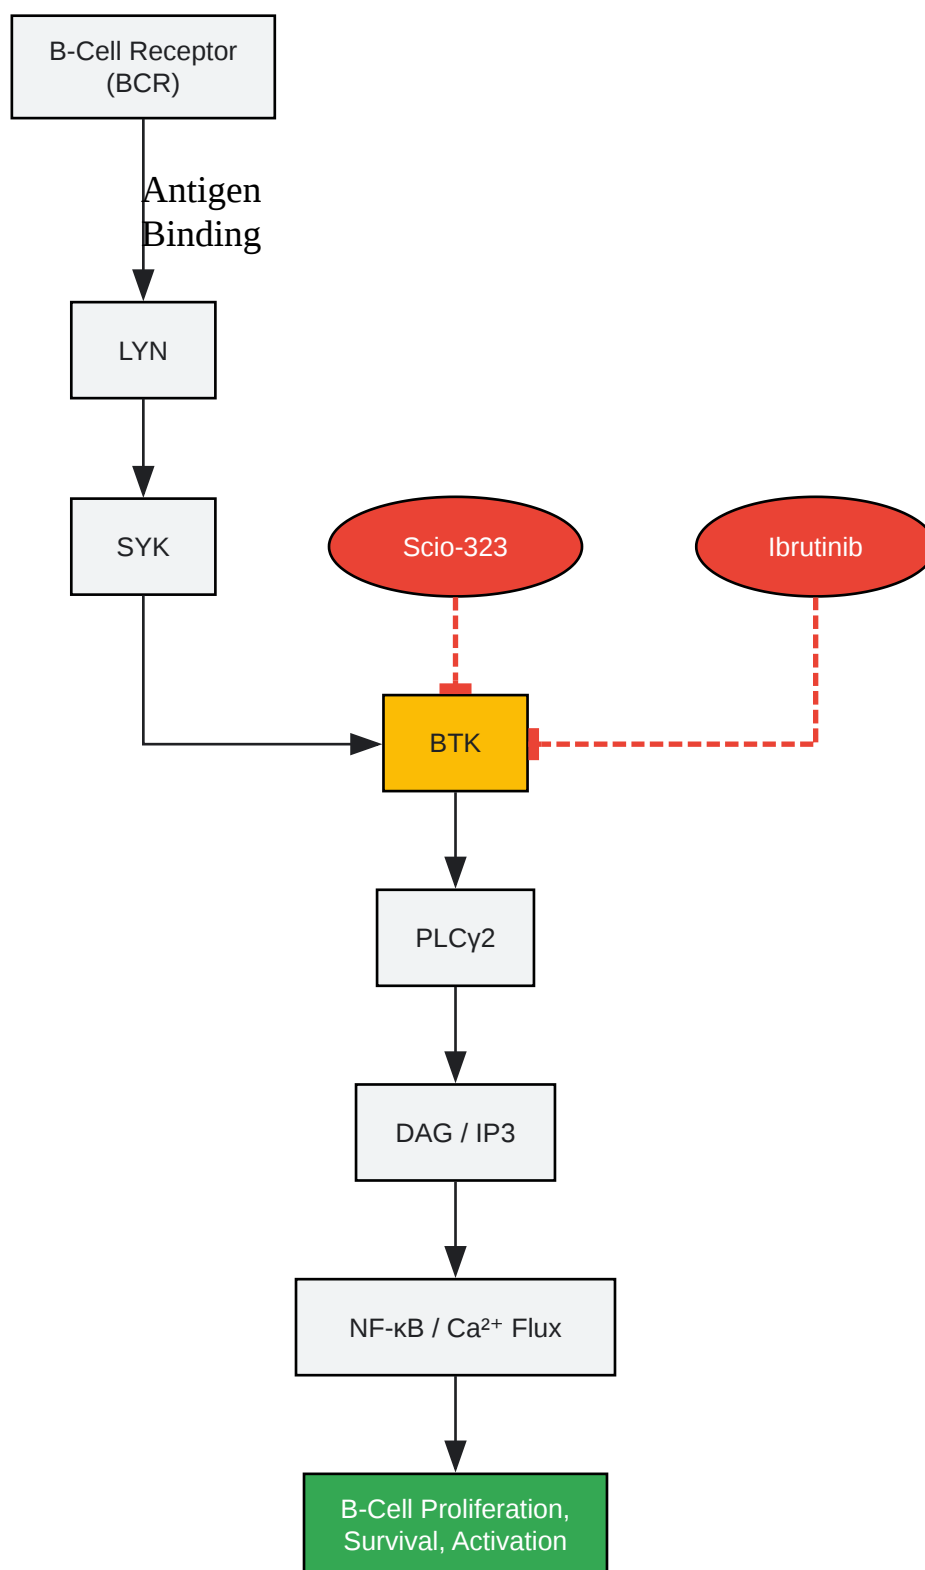 B-Cell Receptor
(BCR)
Antigen
Binding
LYN
SYK
Scio-323
Ibrutinib
BTK
PLCγ2
DAG / IP3
NF-κB / Ca²⁺ Flux
B-Cell Proliferation,
Survival, Activation